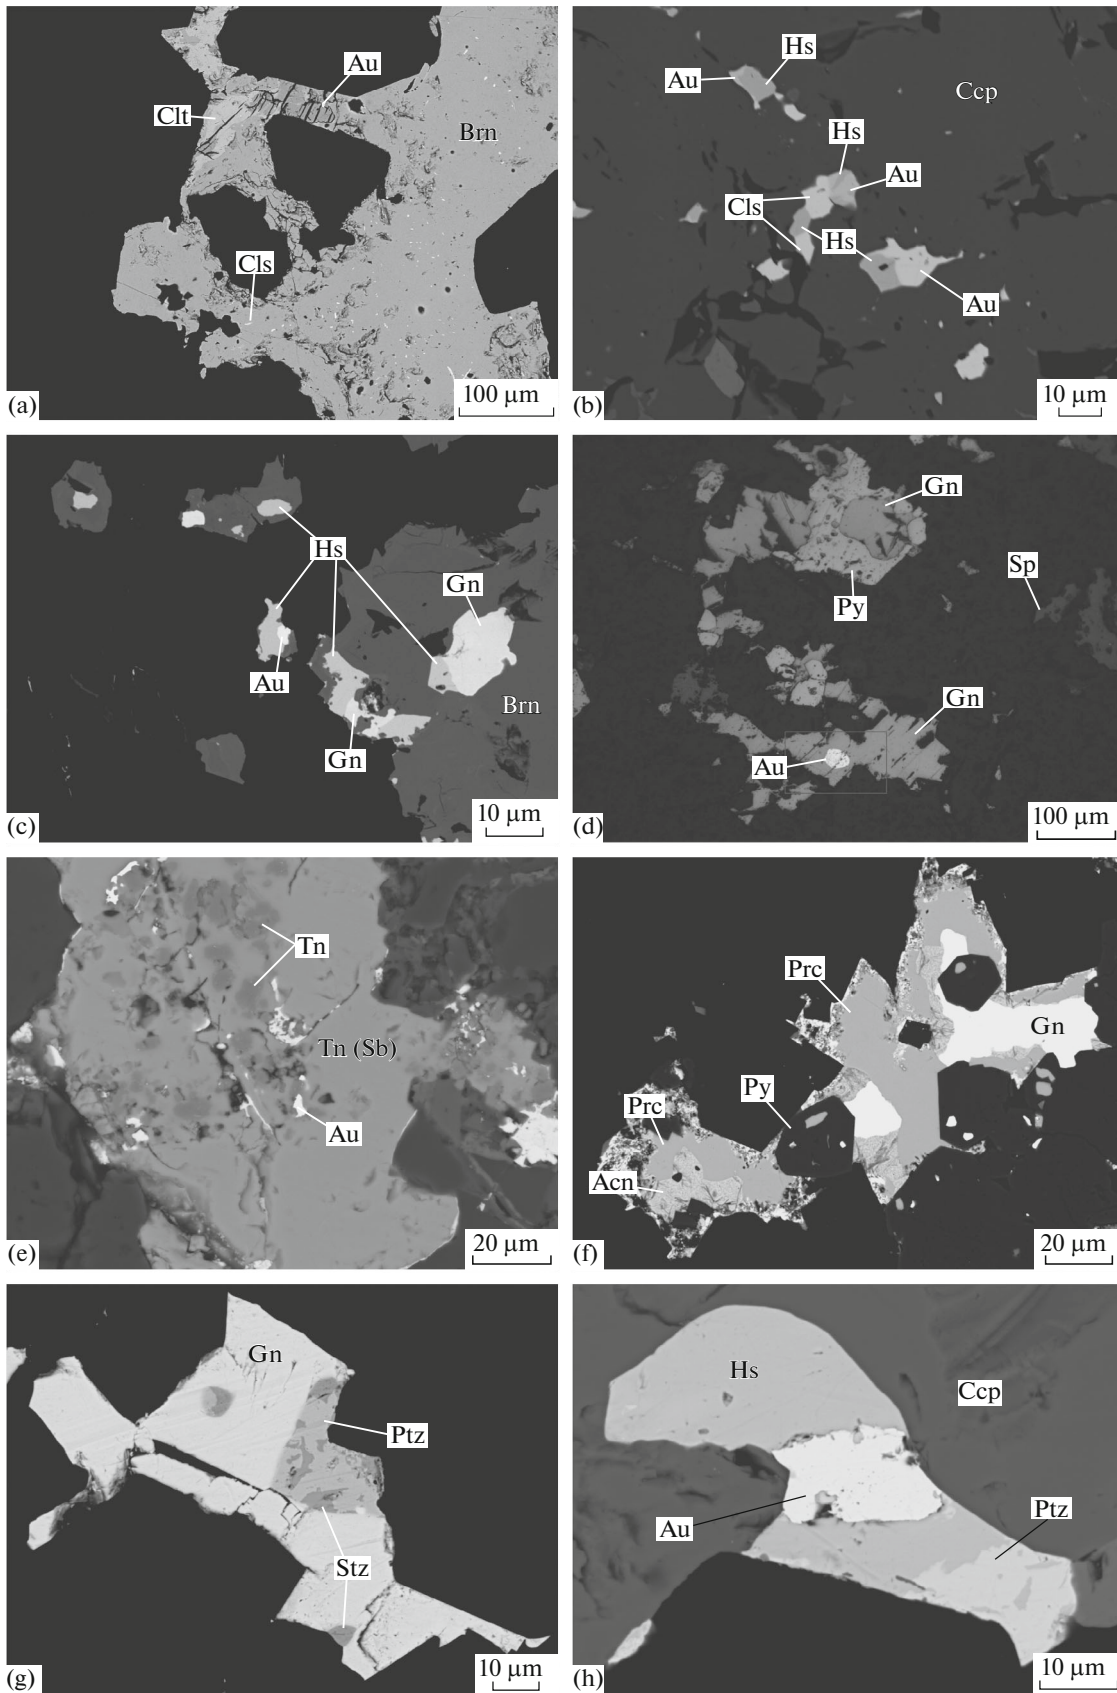 Au
Clt
Brn
Cls
(a)
100 µm
Hs
Au
Ccp
Hs
Au
Cls
Hs
Au
(b)
10 µm
Hs
Gn
Au
Brn
Gn
(c)
10 µm
Gn
Sp
Py
Gn
Au
(d)
100 µm
Tn
Tn (Sb)
Au
(e)
20 µm
Prc
Gn
Py
Prc
Acn
(f)
20 µm
Gn
Ptz
Stz
(g)
10 µm
Hs
Ccp
Ptz
Au
(h)
10 µm